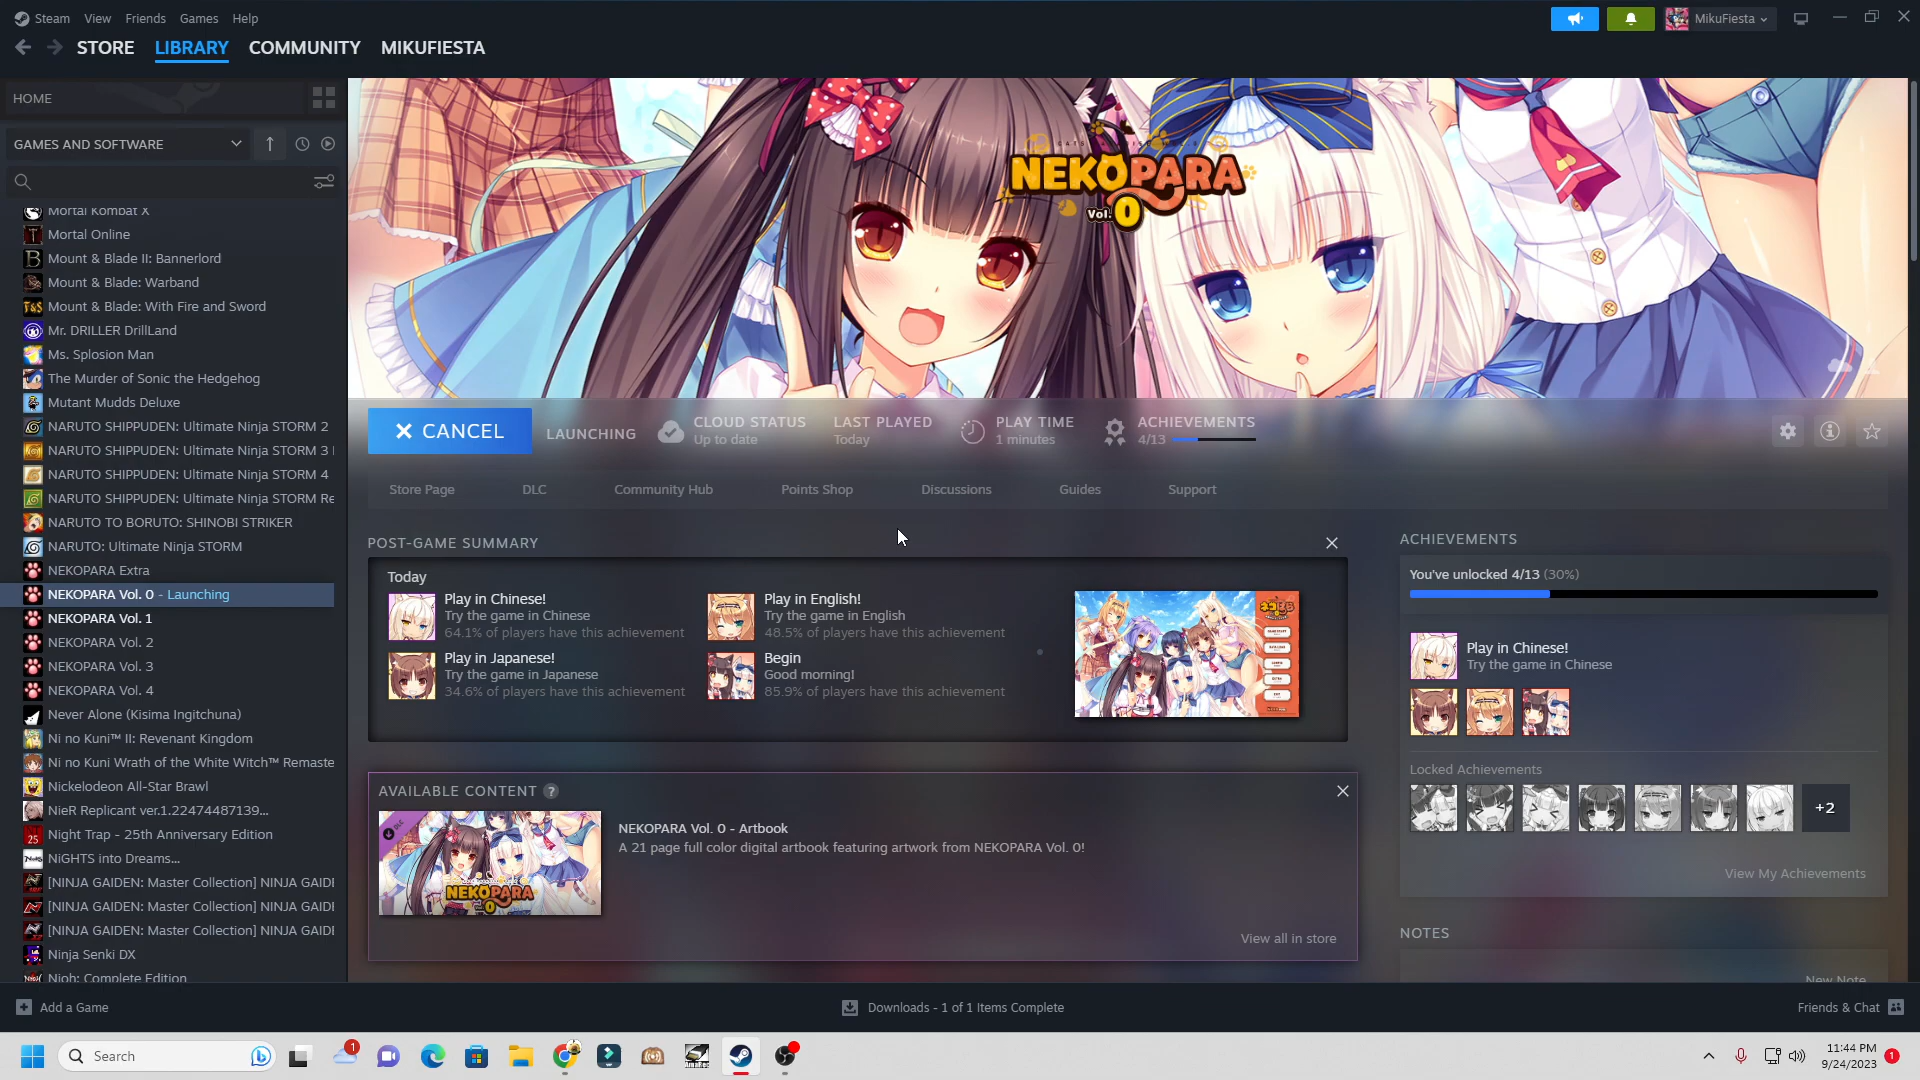 Steam View Friends Games Help
MikuFiesta
STORE LIBRARY COMMUNITY MIKUFIESTA
HOME
GAMES AND SOFTWARE
Mortal Kombat X
Mortal Online
Mount & Blade II: Bannerlord
Mount & Blade: Warband
Mount & Blade: With Fire and Sword
Mr. DRILLER DrillLand
Ms. Splosion Man
The Murder of Sonic the Hedgehog
Mutant Mudds Deluxe
NARUTO SHIPPUDEN: Ultimate Ninja STORM 2
NARUTO SHIPPUDEN: Ultimate Ninja STORM 3
NARUTO SHIPPUDEN: Ultimate Ninja STORM 4
NARUTO SHIPPUDEN: Ultimate Ninja STORM Re
NARUTO TO BORUTO: SHINOBI STRIKER
NARUTO: Ultimate Ninja STORM
NEKOPARA Extra
NEKOPARA Vol. 0 - Launching
NEKOPARA Vol. 1
NEKOPARA Vol. 2
NEKOPARA Vol. 3
NEKOPARA Vol. 4
Never Alone (Kisima Ingitchuna)
Ni no Kuni™ II: Revenant Kingdom
Ni no Kuni Wrath of the White Witch™ Remaste
Nickelodeon All-Star Brawl
NieR Replicant ver.1.22474487139...
Night Trap - 25th Anniversary Edition
NiGHTS into Dreams...
[NINJA GAIDEN: Master Collection] NINJA GAIDE
[NINJA GAIDEN: Master Collection] NINJA GAIDE
[NINJA GAIDEN: Master Collection] NINJA GAIDE
Ninja Senki DX
Nioh: Complete Edition
NEKOPARA
Vol. 0
CANCEL
LAUNCHING
CLOUD STATUS
Up to date
LAST PLAYED
Today
PLAY TIME
1 minutes
ACHIEVEMENTS
4/13
Store Page DLC Community Hub Points Shop Discussions Guides Support
POST-GAME SUMMARY
Today
Play in Chinese!
Try the game in Chinese
64.1% of players have this achievement
Play in English!
Try the game in English
48.5% of players have this achievement
Play in Japanese!
Try the game in Japanese
34.6% of players have this achievement
Begin
Good morning!
85.9% of players have this achievement
AVAILABLE CONTENT ?
DLC
NEKOPARA
0
NEKOPARA Vol. 0 - Artbook
A 21 page full color digital artbook featuring artwork from NEKOPARA Vol. 0!
View all in store
ACHIEVEMENTS
You've unlocked 4/13 (30%)
Play in Chinese!
Try the game in Chinese
Locked Achievements
+2
View My Achievements
NOTES
New Note
Add a Game
Downloads - 1 of 1 Items Complete
Friends & Chat
Search
1
11:44 PM
9/24/2023
1